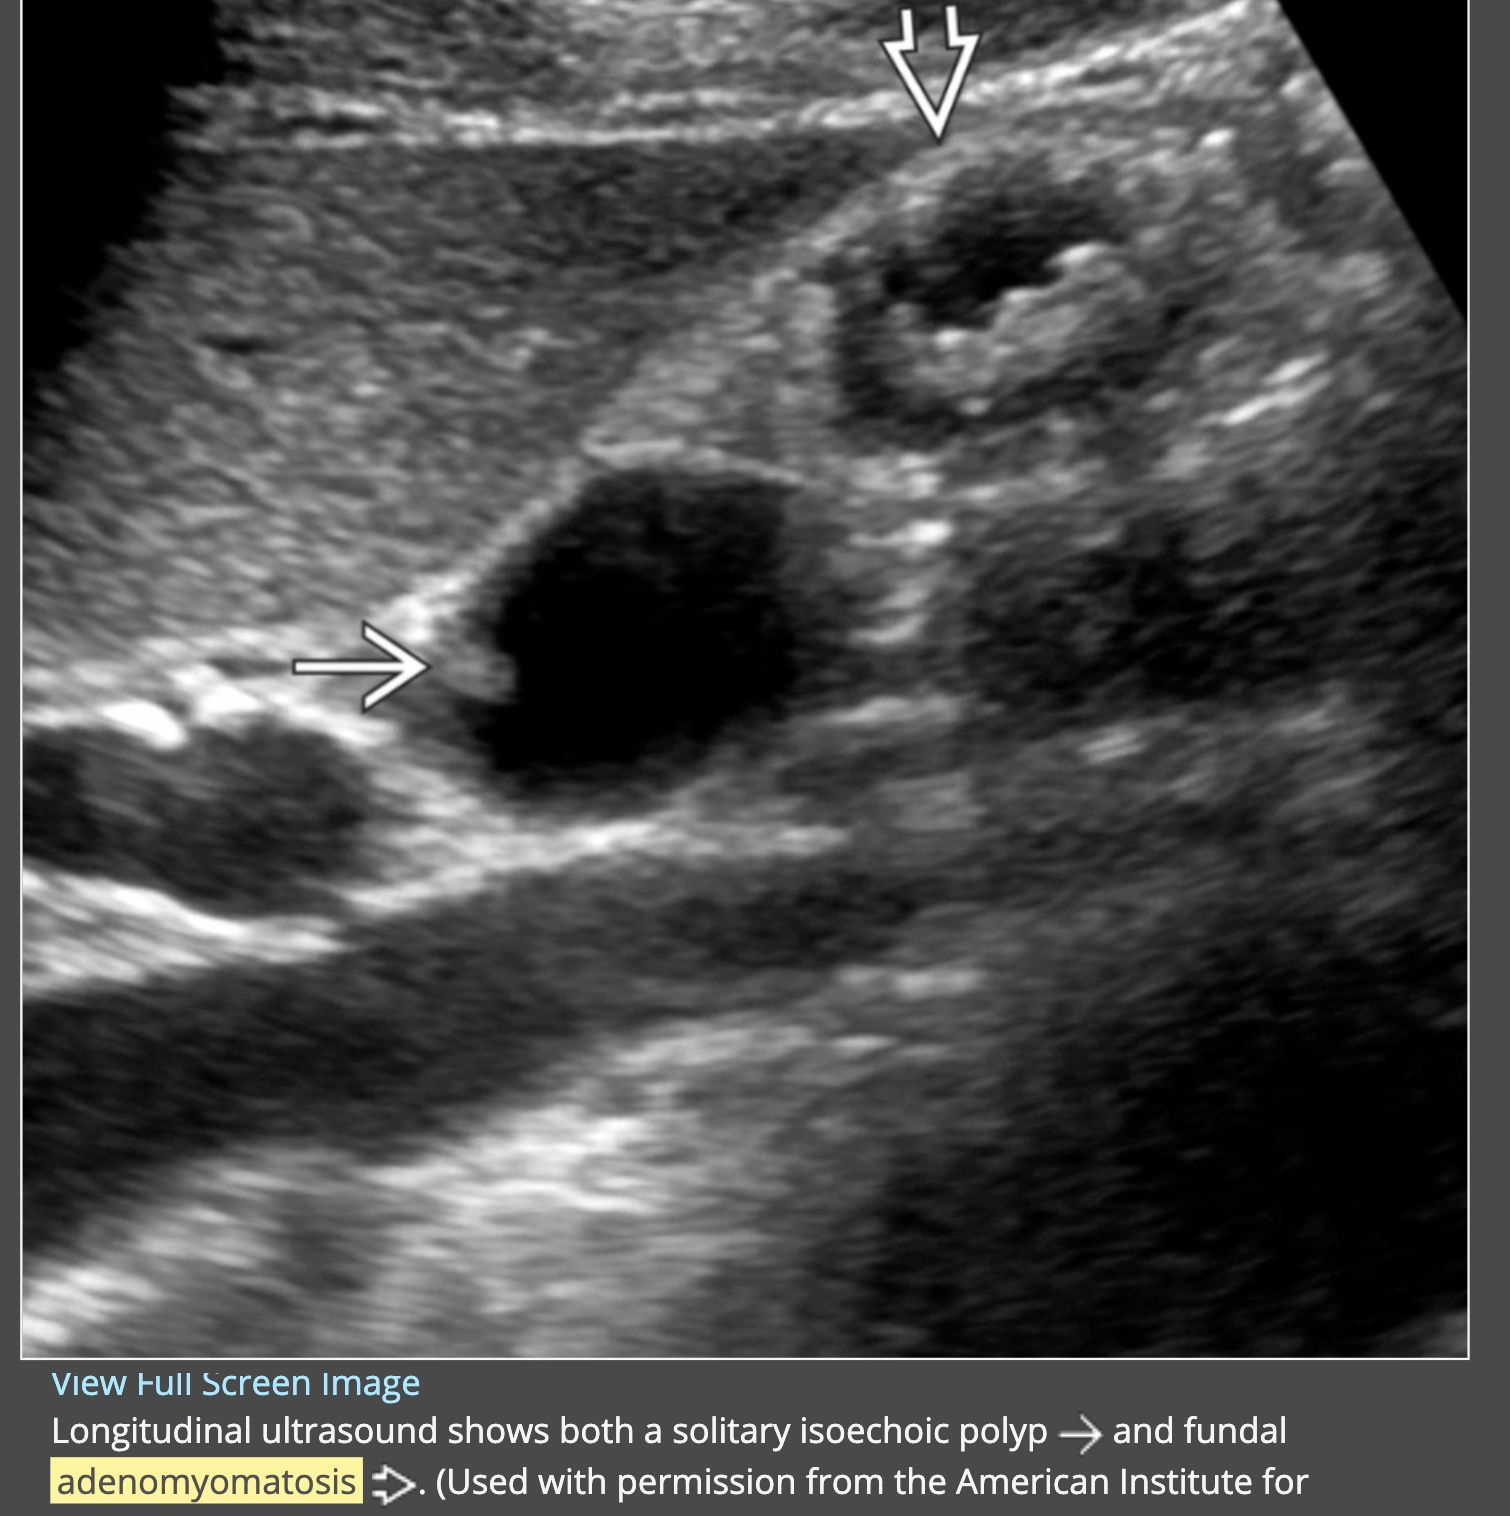 View Full Screen Image
Longitudinal ultrasound shows both a solitary isoechoic polyp → and fundal
adenomyomatosis ⇨. (Used with permission from the American Institute for